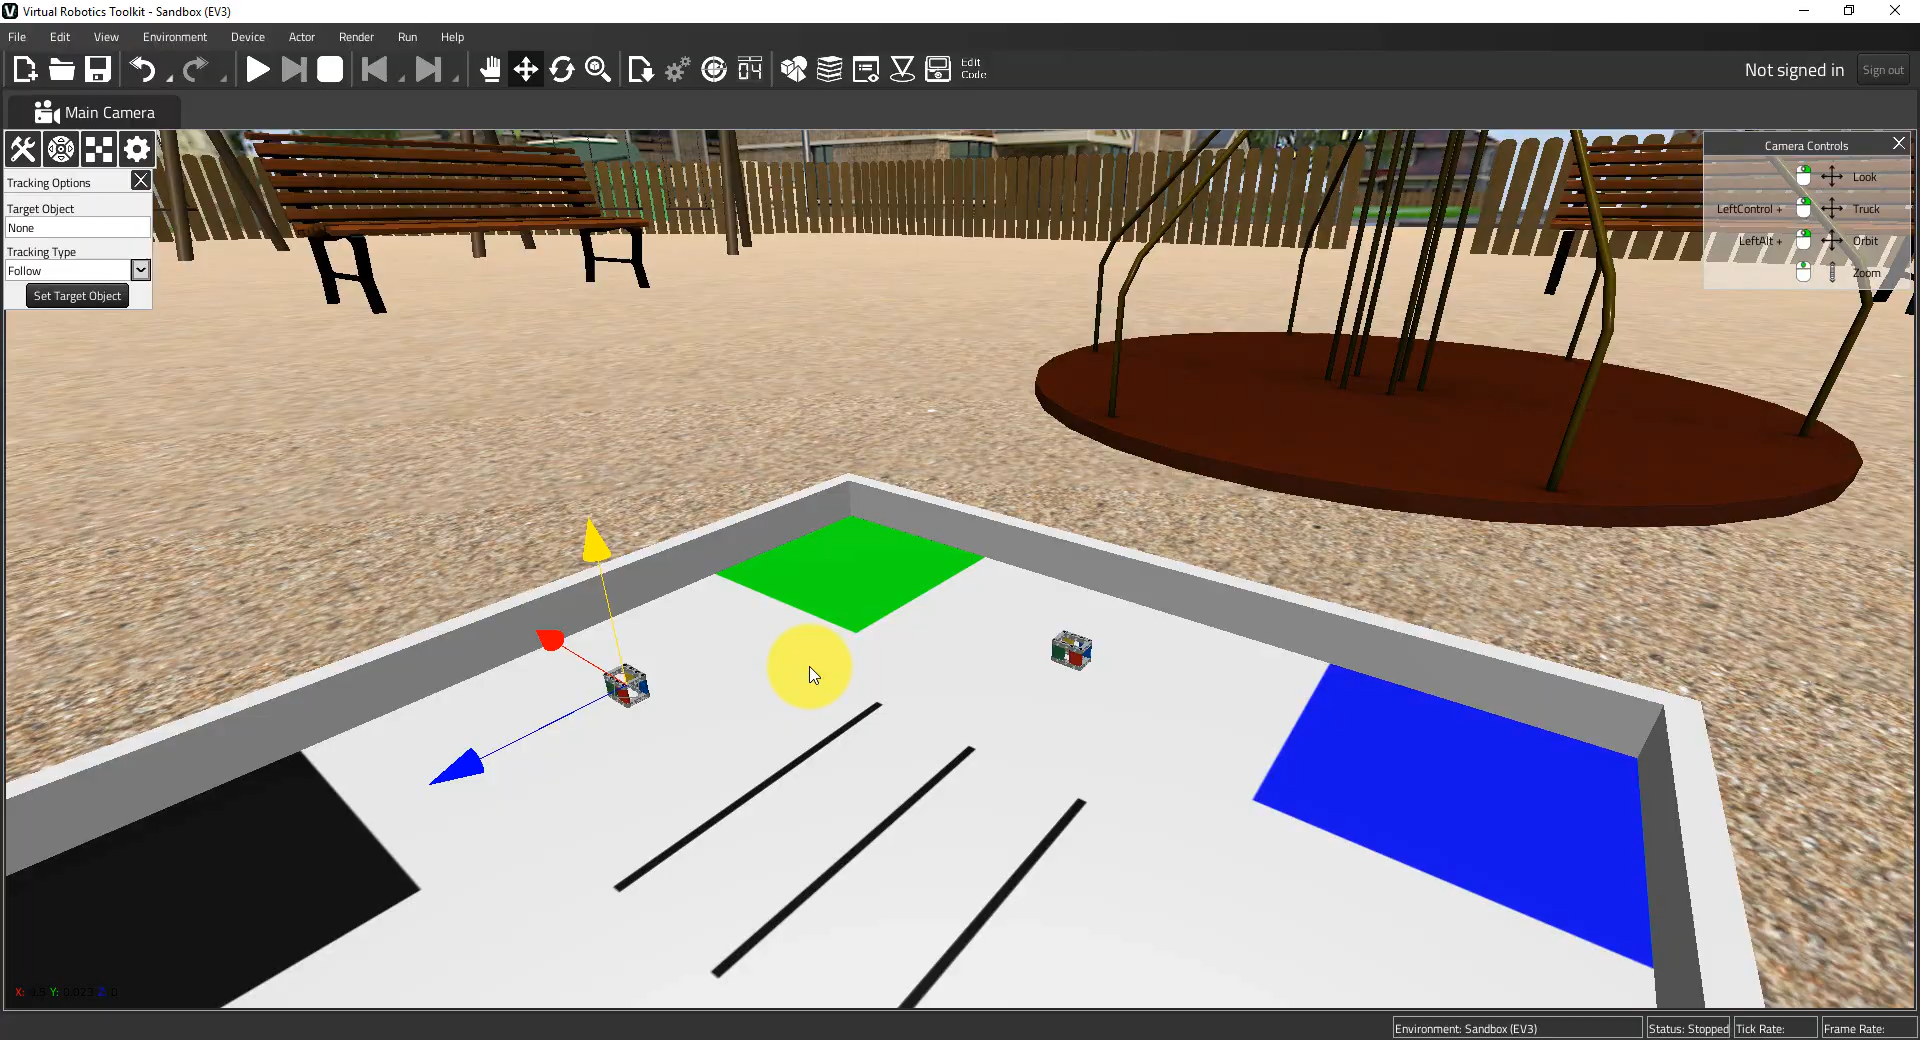 Virtual Robotics Toolkit - Sandbox (EV3)
File Edit View Environment Device Actor Render Run Help
Edit
Code
Not signed in
Sign out
Main Camera
Tracking Options
Target Object
None
Tracking Type
Follow
Set Target Object
Camera Controls
Look
LeftControl + Truck
LeftAlt + Orbit
Zoom
Environment: Sandbox (EV3) Status: Stopped Tick Rate: Frame Rate: